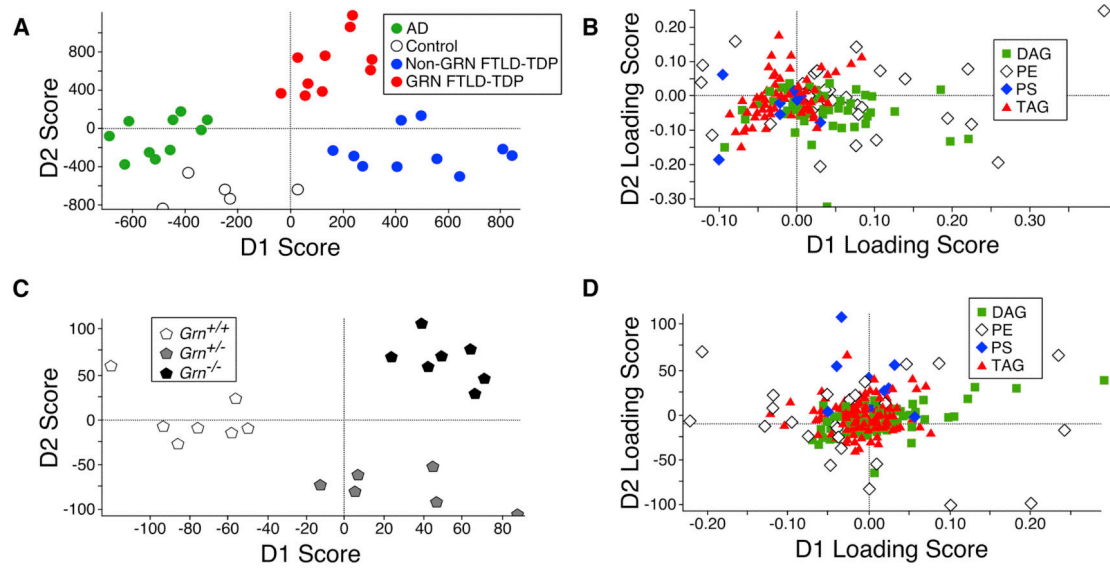 A
D2 Score
800
400
0
-400
-800
-600
-400
-200
0
200
400
600
800
D1 Score
AD
Control
Non-GRN FTLD-TDP
GRN FTLD-TDP
B
D2 Loading Score
0.10
0.00
-0.10
0.20
0.30
-0.10
0.00
0.10
0.20
0.30
D1 Loading Score
DAG
PE
PS
TAG
C
D2 Score
100
50
0
-50
-100
-100
-80
-60
-40
-20
0
20
40
60
80
D1 Score
Grn+/+
Grn+/-
Grn-/-
D
D2 Loading Score
100
50
0
-50
-100
-0.20
-0.10
0.00
0.10
0.20
D1 Loading Score
DAG
PE
PS
TAG